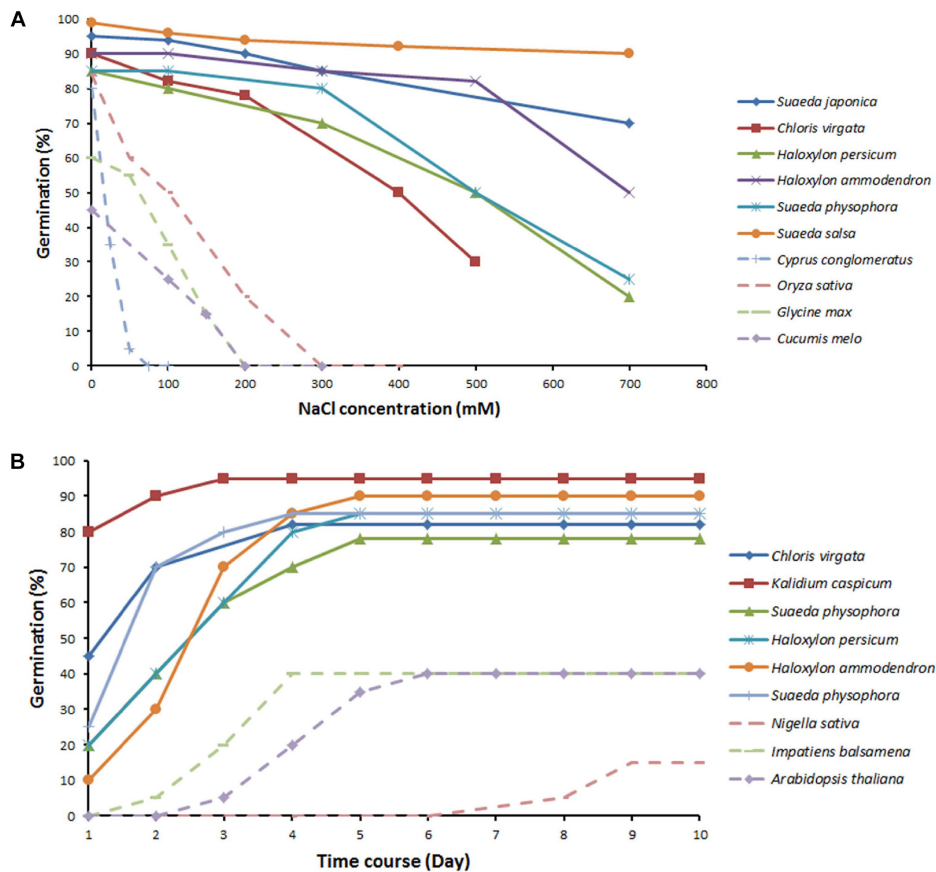 A
Germination (%)
100
90
80
70
60
50
40
30
20
10
0
0 100 200 300 400 500 600 700 800
NaCl concentration (mM)
Suaeda japonica
Chloris virgata
Haloxylon persicum
Haloxylon ammodendron
Suaeda physophora
Suaeda salsa
Cyprus conglomeratus
Oryza sativa
Glycine max
Cucumis melo
B
Germination (%)
100
90
80
70
60
50
40
30
20
10
0
1 2 3 4 5 6 7 8 9 10
Time course (Day)
Chloris virgata
Kalidium caspicum
Suaeda physophora
Haloxylon persicum
Haloxylon ammodendron
Suaeda physophora
Nigella sativa
Impatiens balsamena
Arabidopsis thaliana